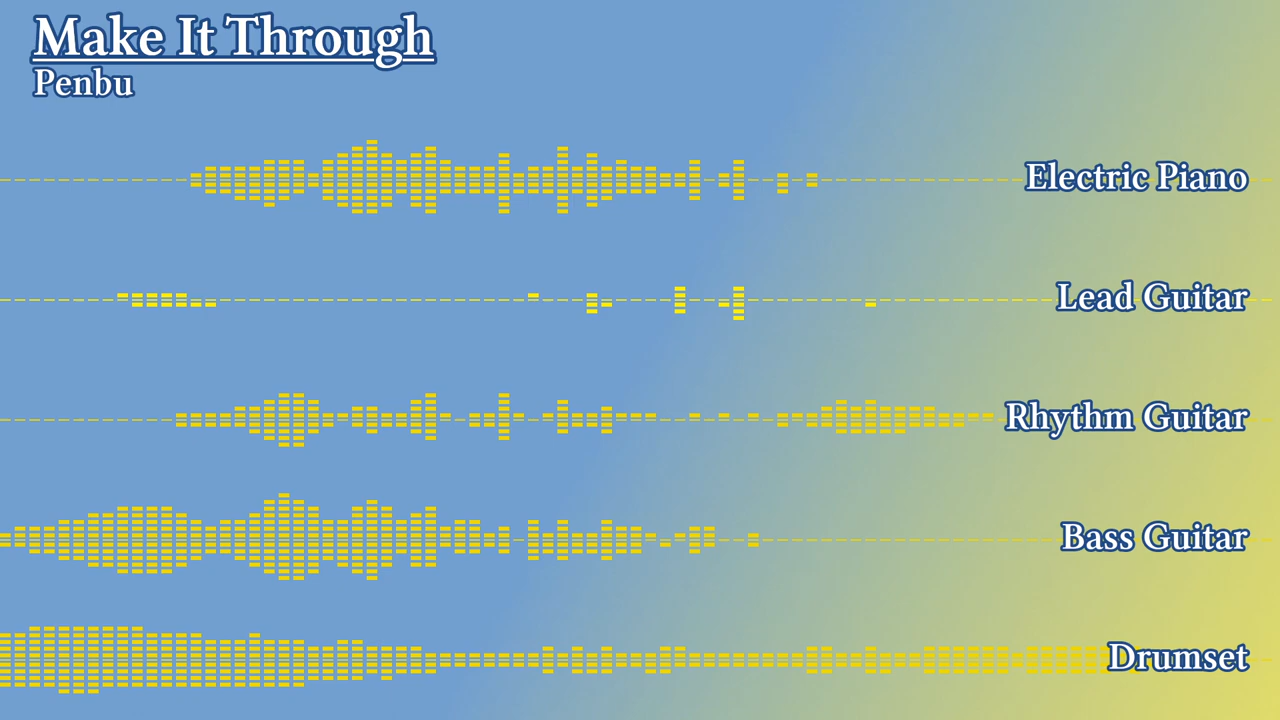 Make It Through
Penbu
Electric Piano
Lead Guitar
Rhythm Guitar
Bass Guitar
Drumset